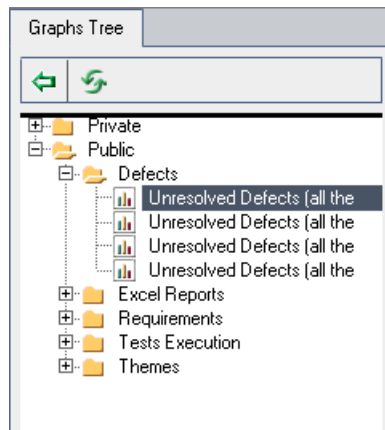 Graphs Tree
Private
Public
Defects
Unresolved Defects (all the
Unresolved Defects (all the
Unresolved Defects (all the
Unresolved Defects (all the
Excel Reports
Requirements
Tests Execution
Themes